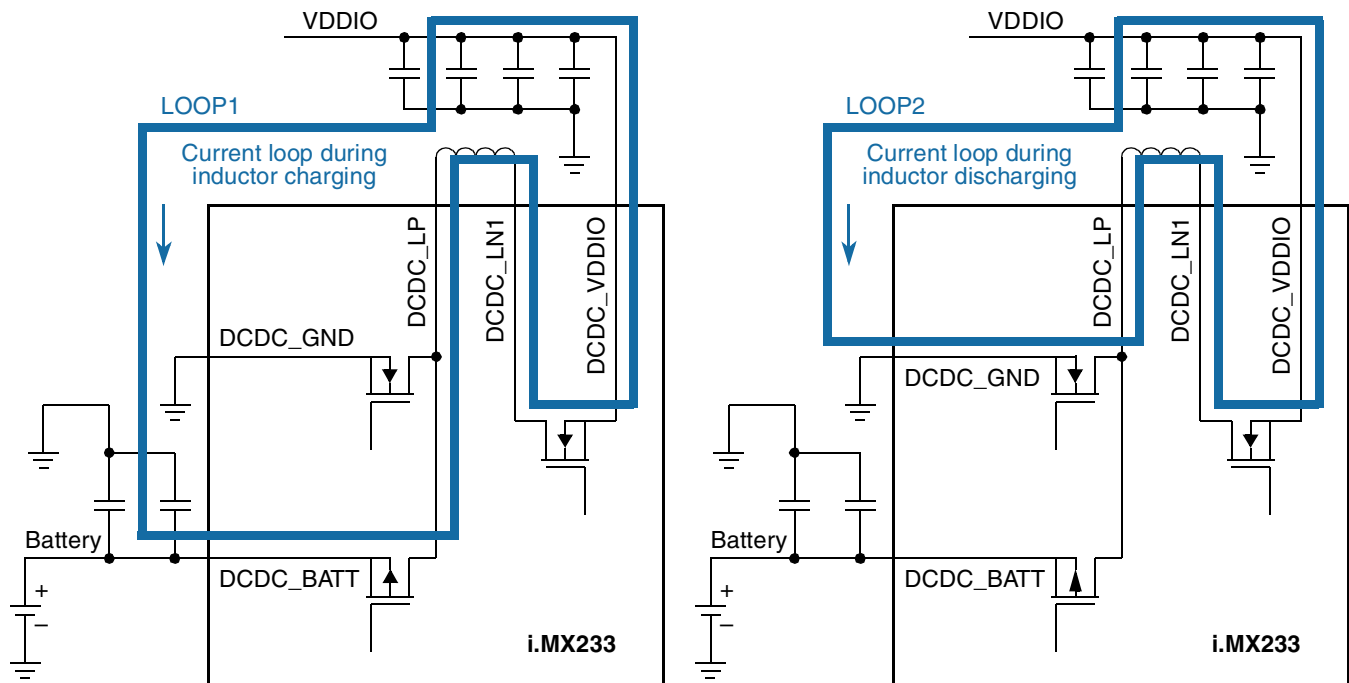 VDDIO
LOOP1
Current loop during
inductor charging
DCDC_LP
DCDC_LN1
DCDC_VDDIO
DCDC_GND
Battery
DCDC_BATT
+
–
i.MX233
VDDIO
LOOP2
Current loop during
inductor discharging
DCDC_LP
DCDC_LN1
DCDC_VDDIO
DCDC_GND
Battery
DCDC_BATT
+
–
i.MX233